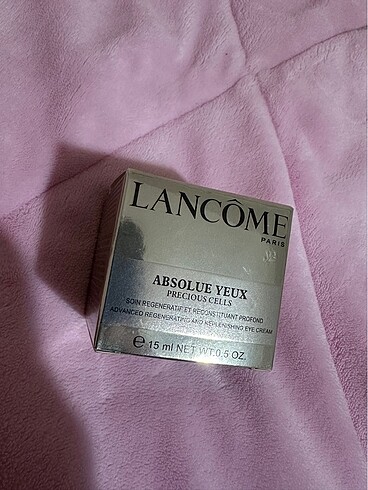 LANCÔME
PARIS
ABSOLUE YEUX
PRECIOUS CELLS
SOIN REGENERATIF ET RECONSTITUANT PROFOND
ADVANCED REGENERATING AND REPLENISHING EYE CREAM
℮ 15 ml NET WT.0.5 OZ.